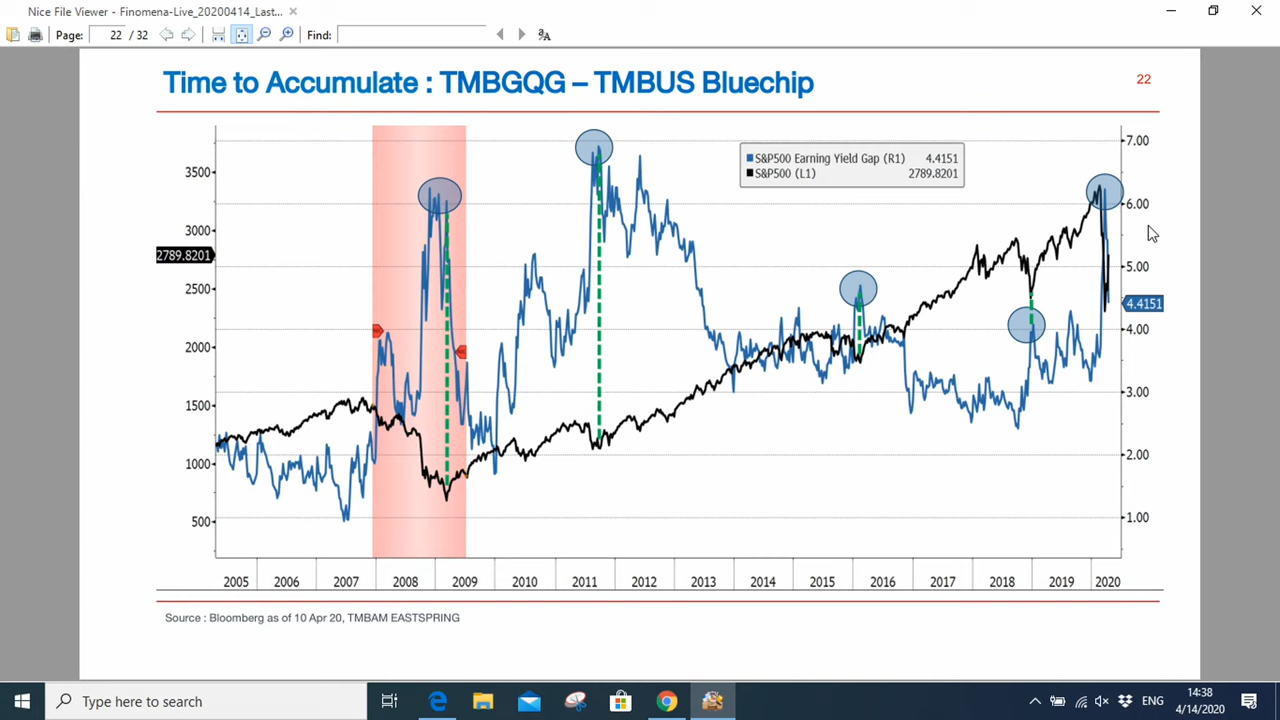 Nice File Viewer - Finomena-Live_20200414_Last...
Page: 22 / 32 Find:
Time to Accumulate : TMBGQG – TMBUS Bluechip
22
S&P500 Earning Yield Gap (R1) 4.4151
S&P500 (L1) 2789.8201
3500
3000
2789.8201
2500
2000
1500
1000
500
7.00
6.00
5.00
4.4151
4.00
3.00
2.00
1.00
2005 2006 2007 2008 2009 2010 2011 2012 2013 2014 2015 2016 2017 2018 2019 2020
Source : Bloomberg as of 10 Apr 20, TMBAM EASTSPRING
Type here to search
ENG
14:38
4/14/2020